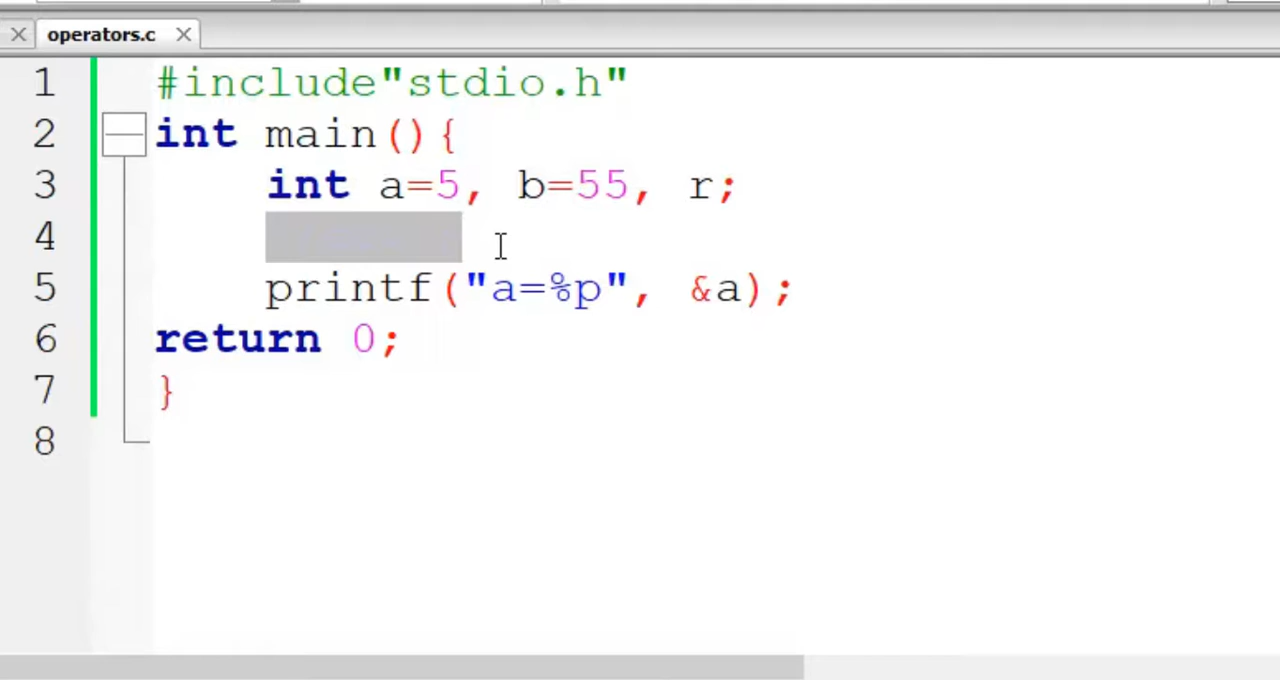 operators.c
1 #include"stdio.h"
2 int main(){
3 int a=5, b=55, r;
4
5 printf("a=%p", &a);
6 return 0;
7 }
8